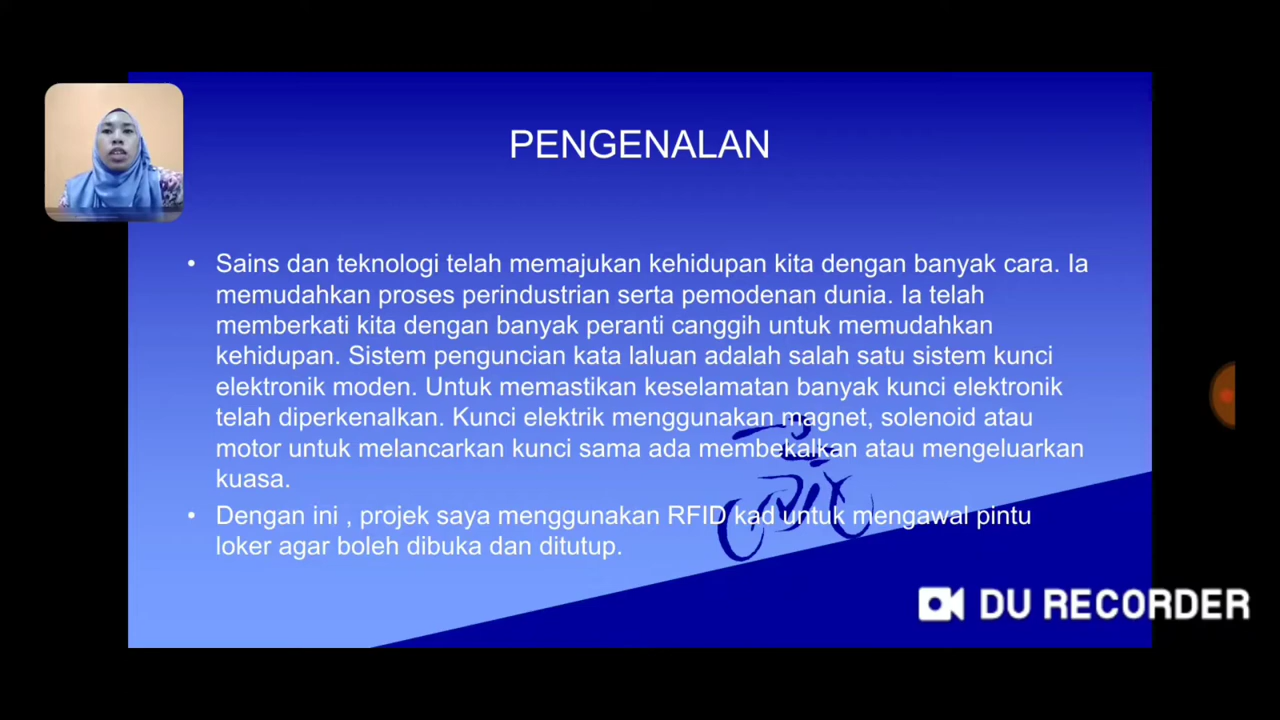 PENGENALAN
• Sains dan teknologi telah memajukan kehidupan kita dengan banyak cara. Ia
memudahkan proses perindustrian serta pemodenan dunia. Ia telah
memberkati kita dengan banyak peranti canggih untuk memudahkan
kehidupan. Sistem penguncian kata laluan adalah salah satu sistem kunci
elektronik moden. Untuk memastikan keselamatan banyak kunci elektronik
telah diperkenalkan. Kunci elektrik menggunakan magnet, solenoid atau
motor untuk melancarkan kunci sama ada membekalkan atau mengeluarkan
kuasa.
• Dengan ini , projek saya menggunakan RFID kad untuk mengawal pintu
loker agar boleh dibuka dan ditutup.
DU RECORDER